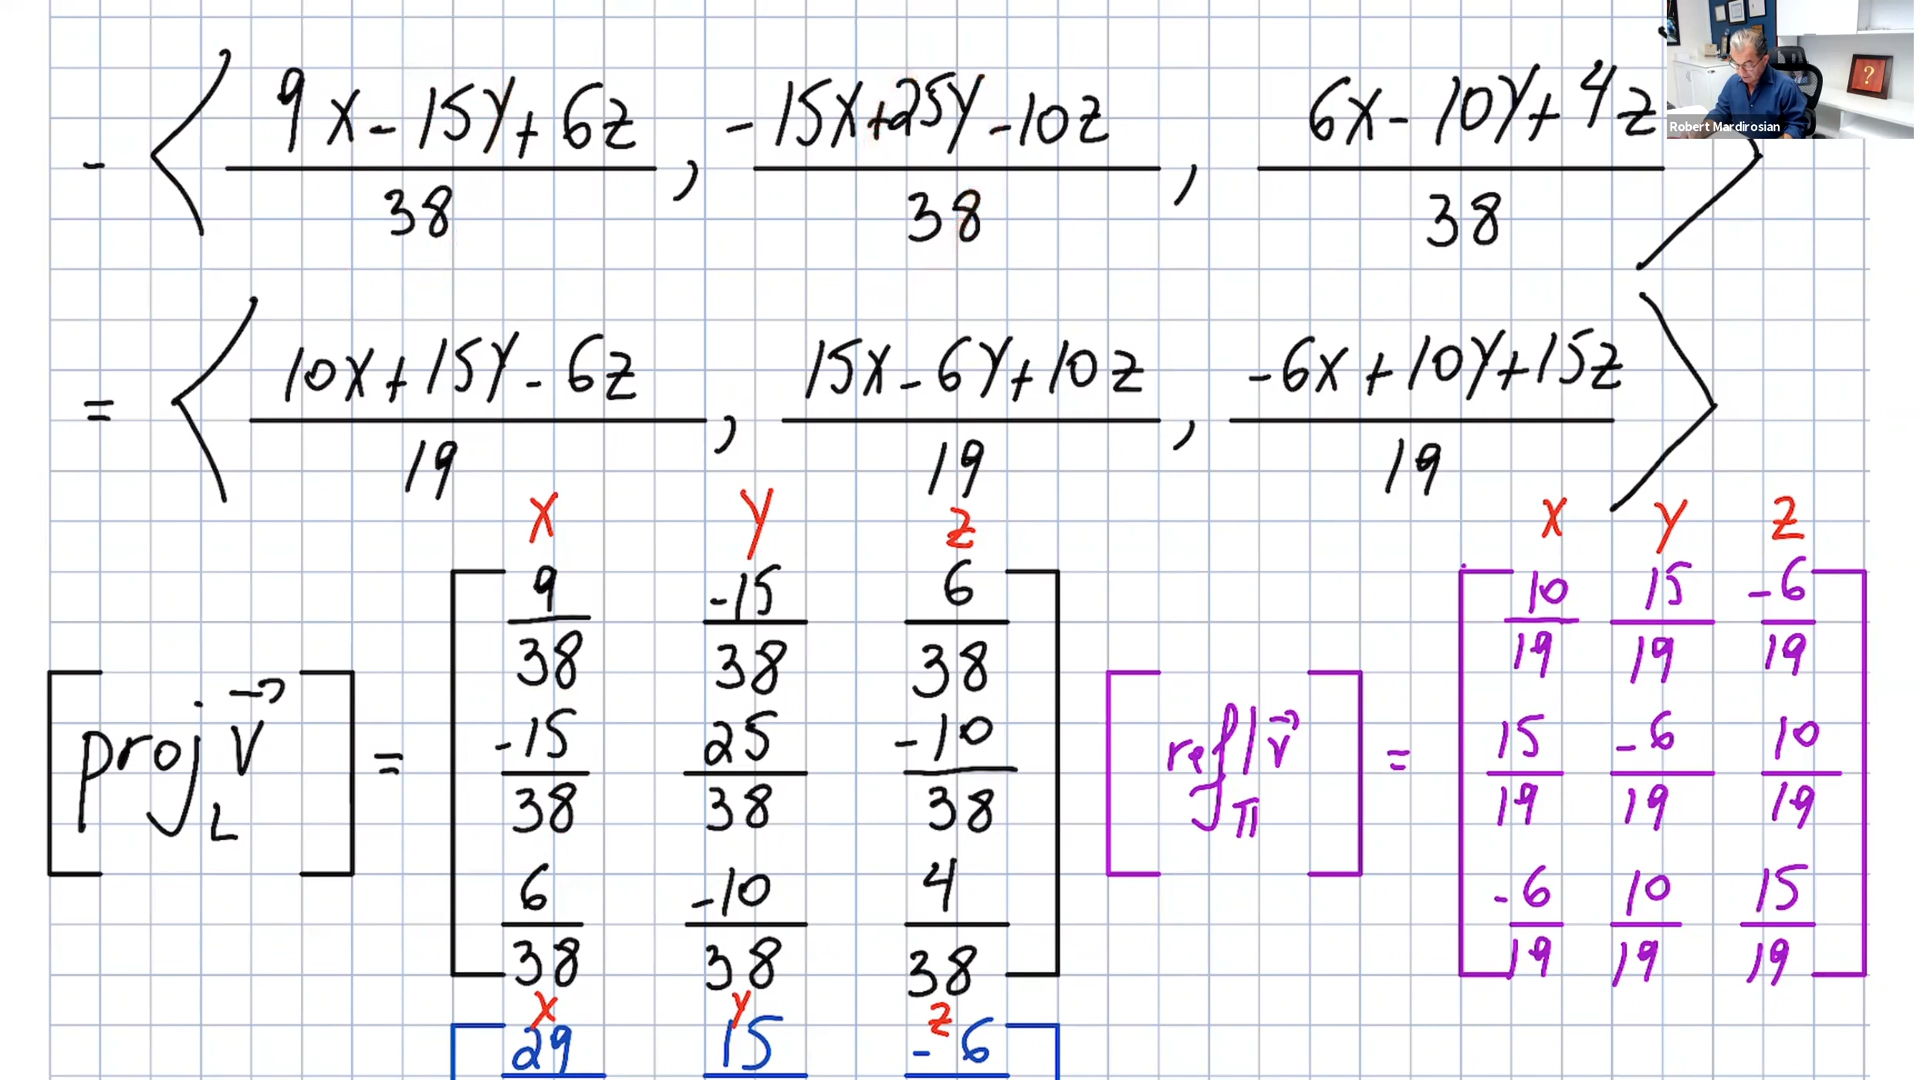 - < (9x - 15y + 6z)/38 , (-15x + 25y - 10z)/38 , (6x - 10y + 4z)/38 >
?
Robert Mardirosian
= < (10x + 15y - 6z)/19 , (15x - 6y + 10z)/19 , (-6x + 10y + 15z)/19 >
x y z
[proj_L v⃗] =
9/38 -15/38 6/38
-15/38 25/38 -10/38
6/38 -10/38 4/38
x y z
[refl_π v⃗] =
10/19 15/19 -6/19
15/19 -6/19 10/19
-6/19 10/19 15/19
x y z
29 15 -6